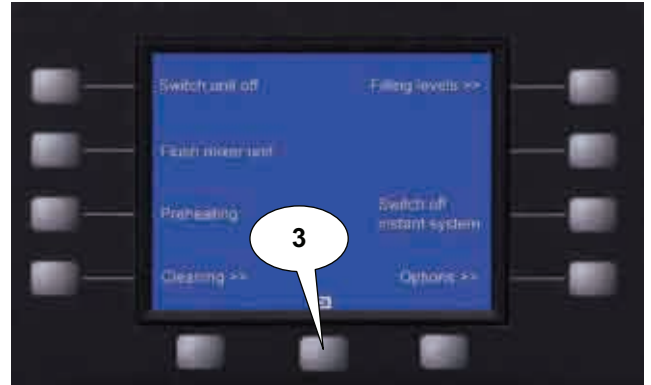 Switch unit off
Filling levels >>
Flush mixer unit
Preheating
Switch off
instant system
3
Cleaning >>
Options >>